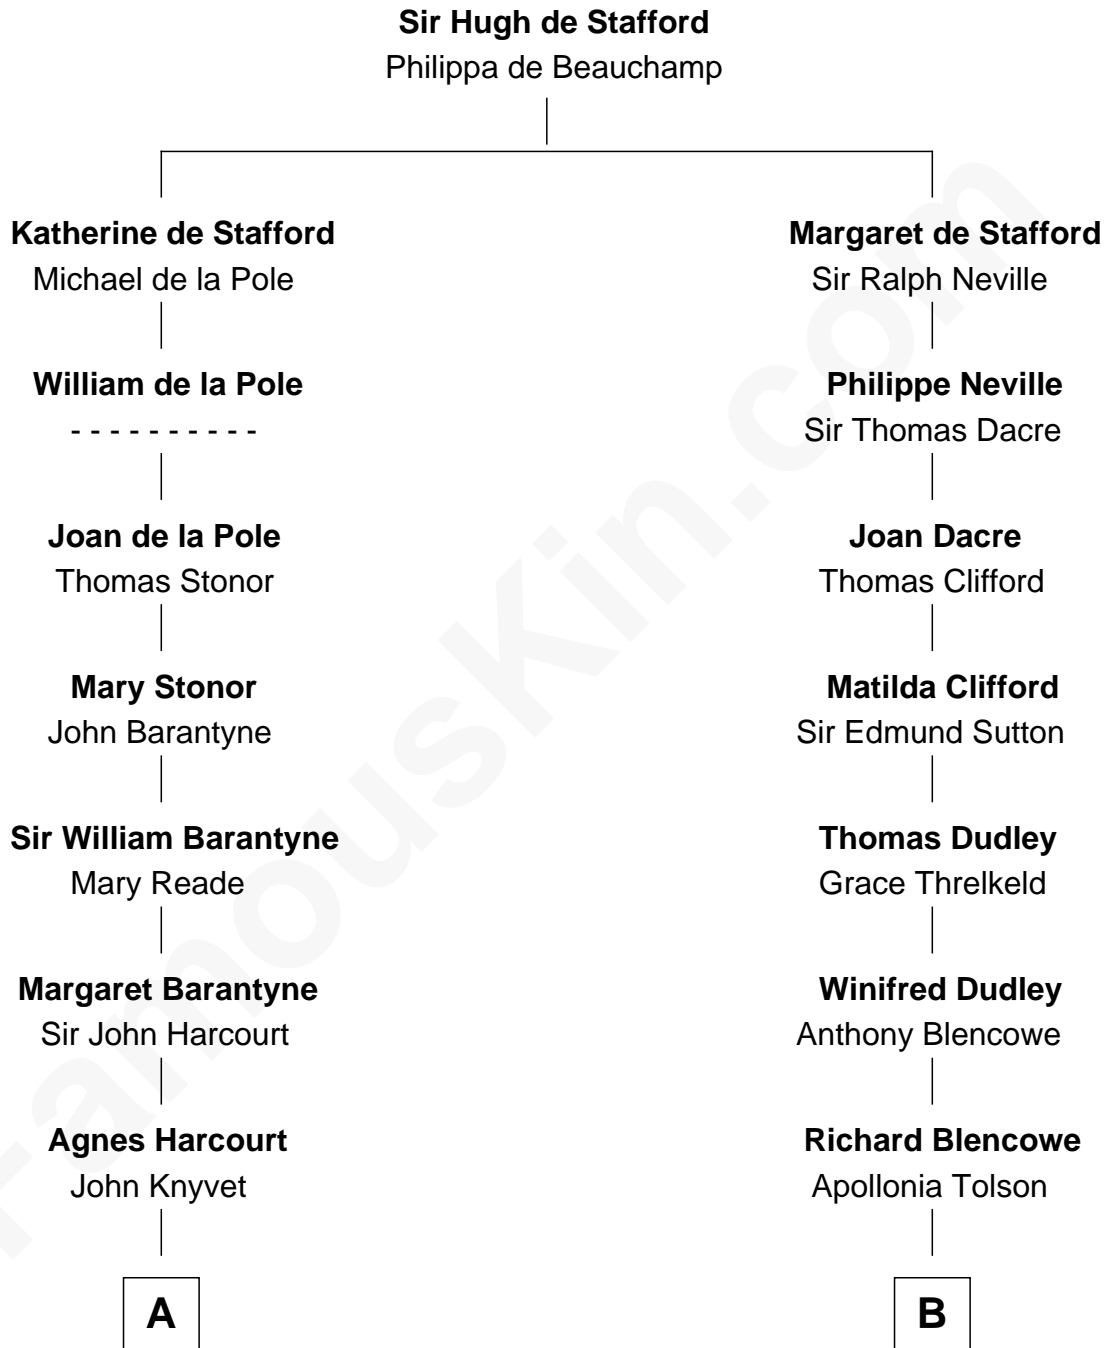 Sir Hugh de Stafford
Philippa de Beauchamp
Katherine de Stafford
Michael de la Pole
Margaret de Stafford
Sir Ralph Neville
William de la Pole
- - - - - - - - - -
Philippe Neville
Sir Thomas Dacre
Joan de la Pole
Thomas Stonor
Joan Dacre
Thomas Clifford
Mary Stonor
John Barantyne
Matilda Clifford
Sir Edmund Sutton
Sir William Barantyne
Mary Reade
Thomas Dudley
Grace Threlkeld
Margaret Barantyne
Sir John Harcourt
Winifred Dudley
Anthony Blencowe
Agnes Harcourt
John Knyvet
Richard Blencowe
Apollonia Tolson
A
B
FamousKin.com